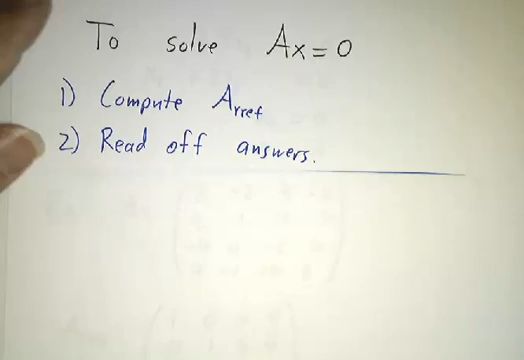 To solve Ax=0
1) Compute Arref
2) Read off answers.